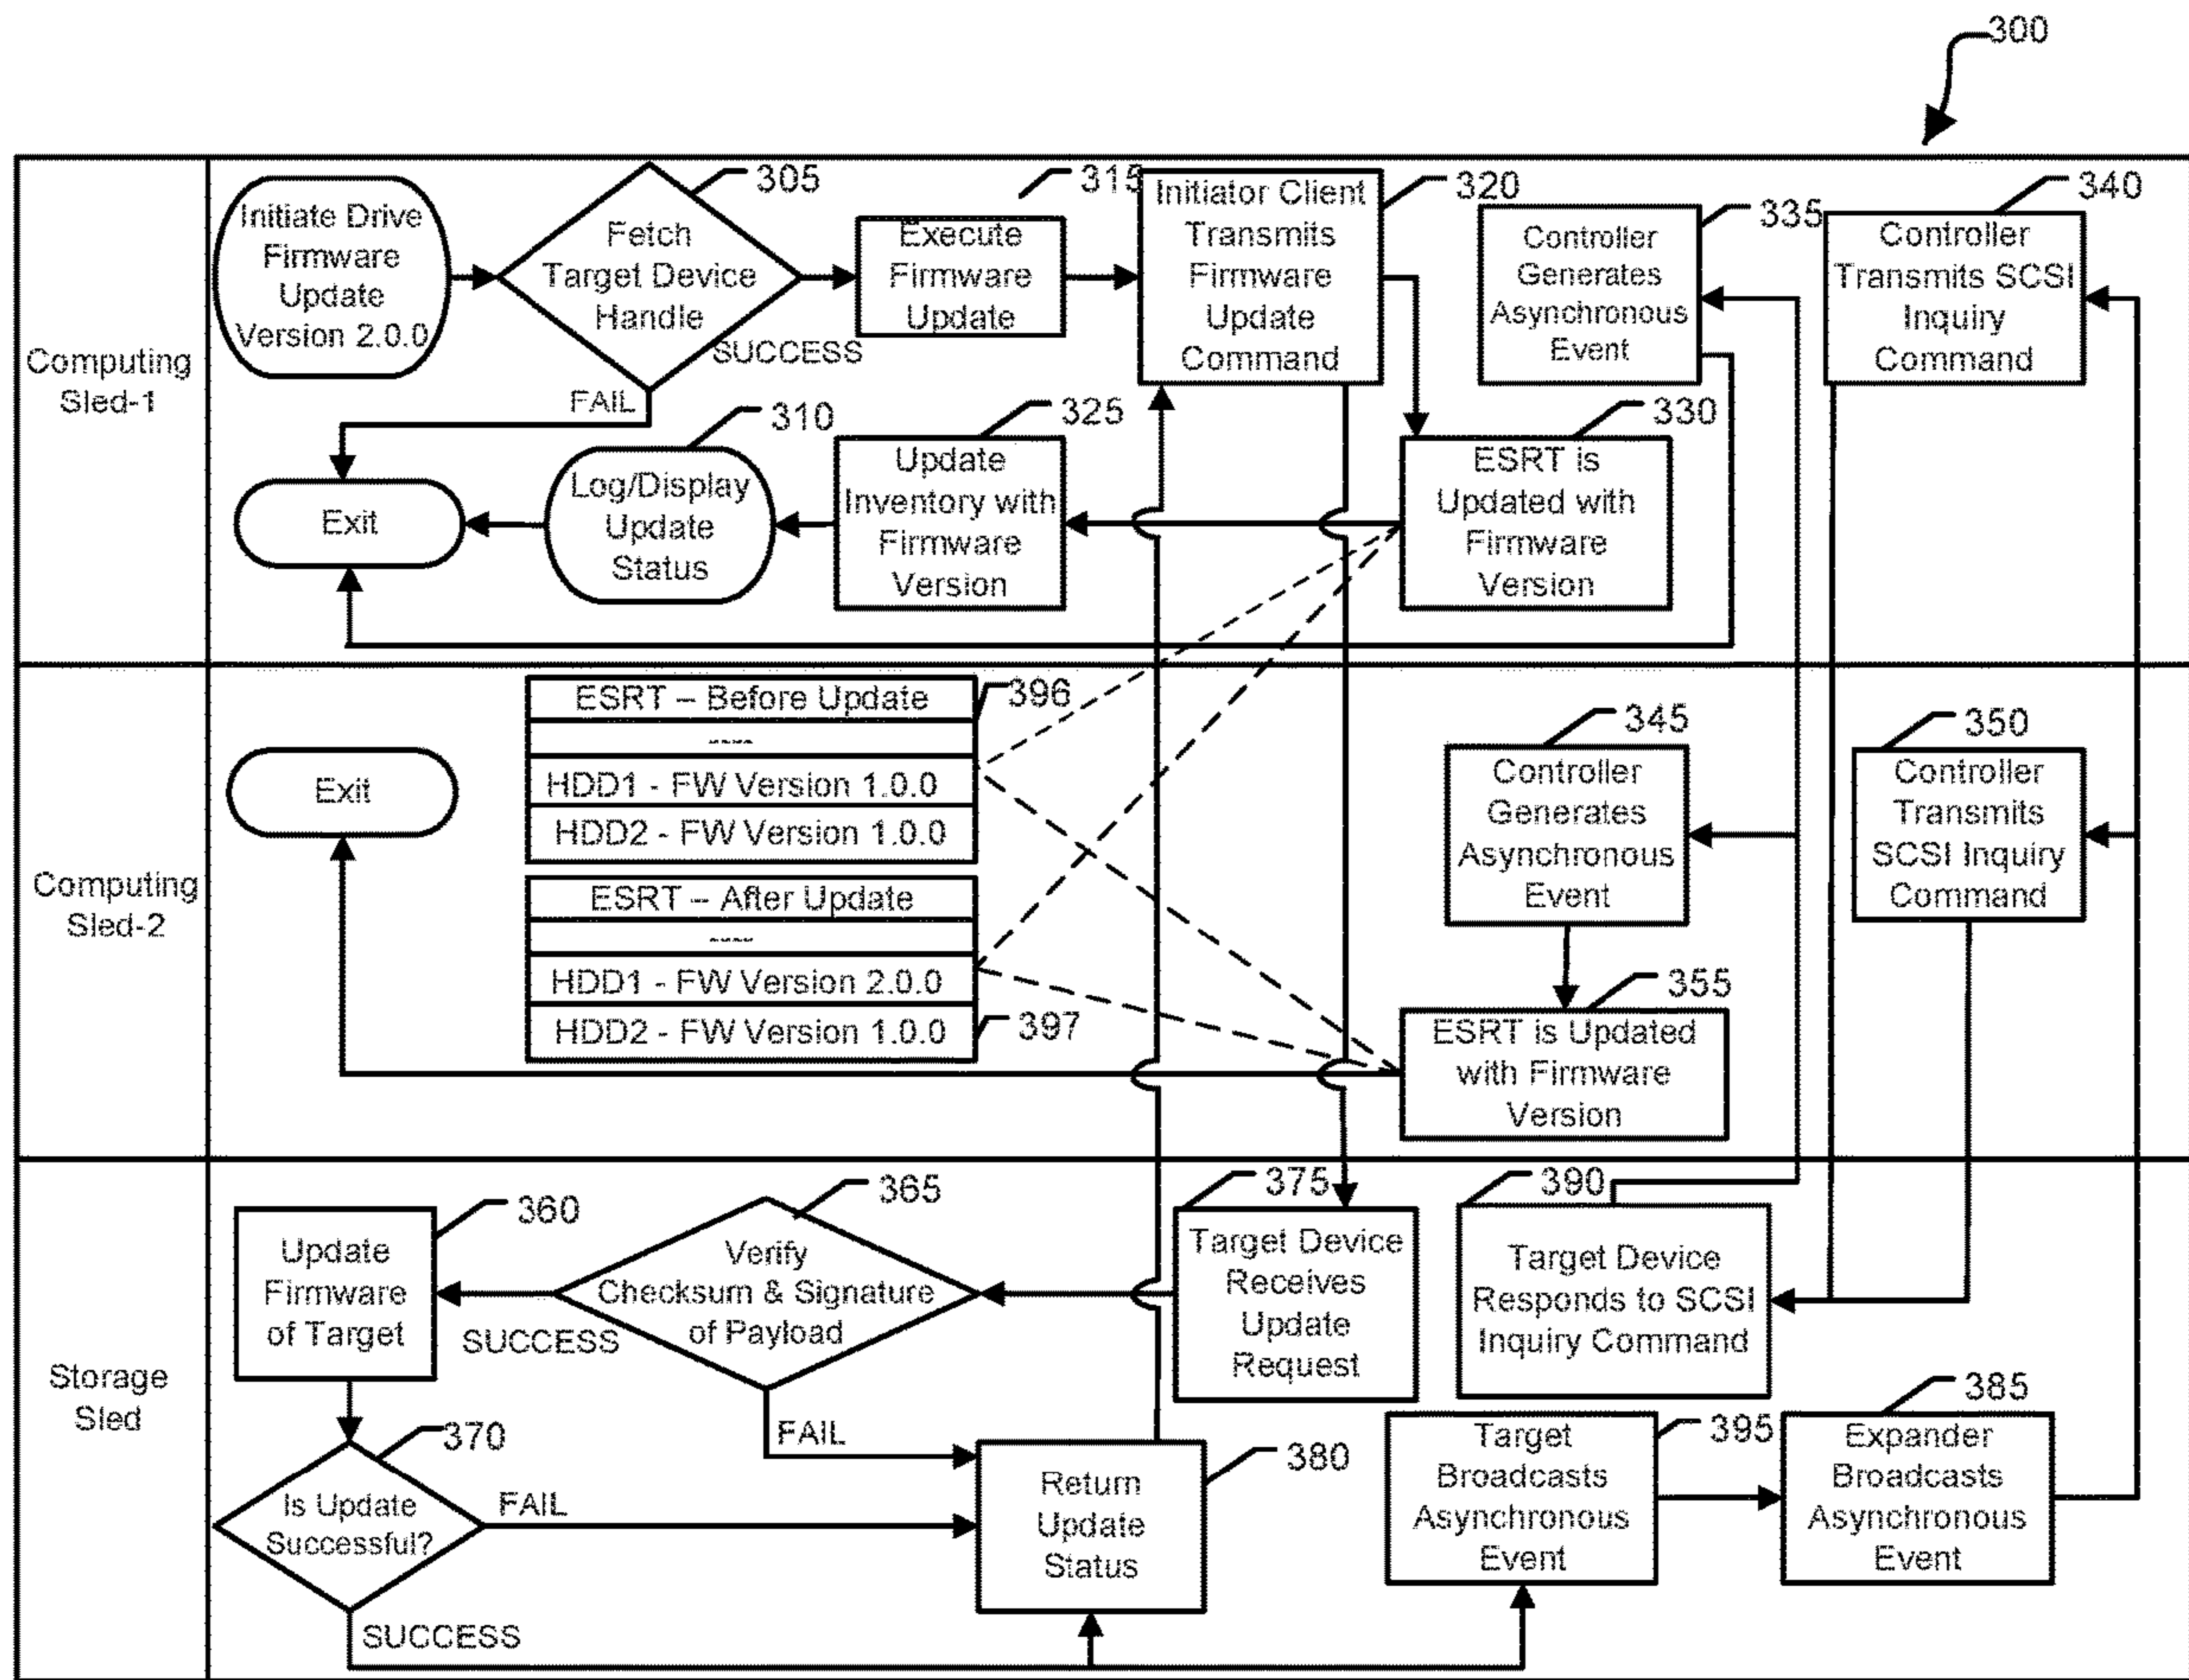 300
Computing
Sled-1
Initiate Drive
Firmware
Update
Version 2.0.0
305
Fetch
Target Device
Handle
SUCCESS
FAIL
315
Execute
Firmware
Update
Initiator Client
Transmits
Firmware
Update
Command
320
Controller
Generates
Asynchronous
Event
335
340
Controller
Transmits SCSI
Inquiry
Command
Exit
310
Log/Display
Update
Status
325
Update
Inventory with
Firmware
Version
330
ESRT is
Updated with
Firmware
Version
Computing
Sled-2
Exit
ESRT – Before Update
396
----
HDD1 - FW Version 1.0.0
HDD2 - FW Version 1.0.0
ESRT – After Update
----
HDD1 - FW Version 2.0.0
HDD2 - FW Version 1.0.0
397
345
Controller
Generates
Asynchronous
Event
350
Controller
Transmits
SCSI Inquiry
Command
355
ESRT is Updated
with Firmware
Version
Storage
Sled
360
Update
Firmware
of Target
365
Verify
Checksum & Signature
of Payload
SUCCESS
FAIL
375
Target Device
Receives
Update
Request
390
Target Device
Responds to SCSI
Inquiry Command
370
Is Update
Successful?
FAIL
SUCCESS
380
Return
Update
Status
395
Target
Broadcasts
Asynchronous
Event
385
Expander
Broadcasts
Asynchronous
Event